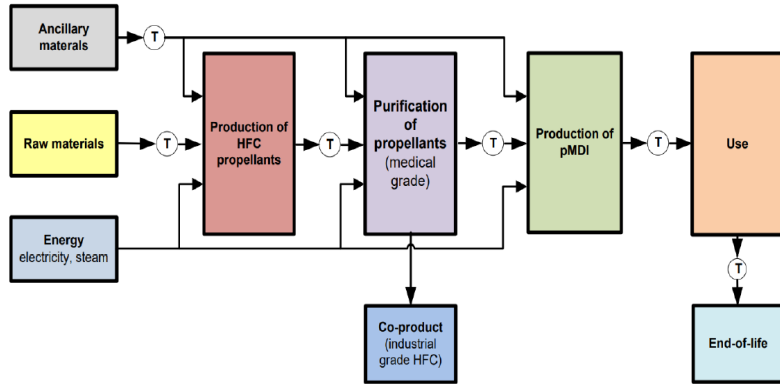 Ancillary
materals
T
Raw materials
T
Energy
electricity, steam
Production of
HFC
propellants
T
Purification
of
propellants
(medical
grade)
T
Production of
pMDI
T
Use
T
Co-product
(industrial
grade HFC)
End-of-life